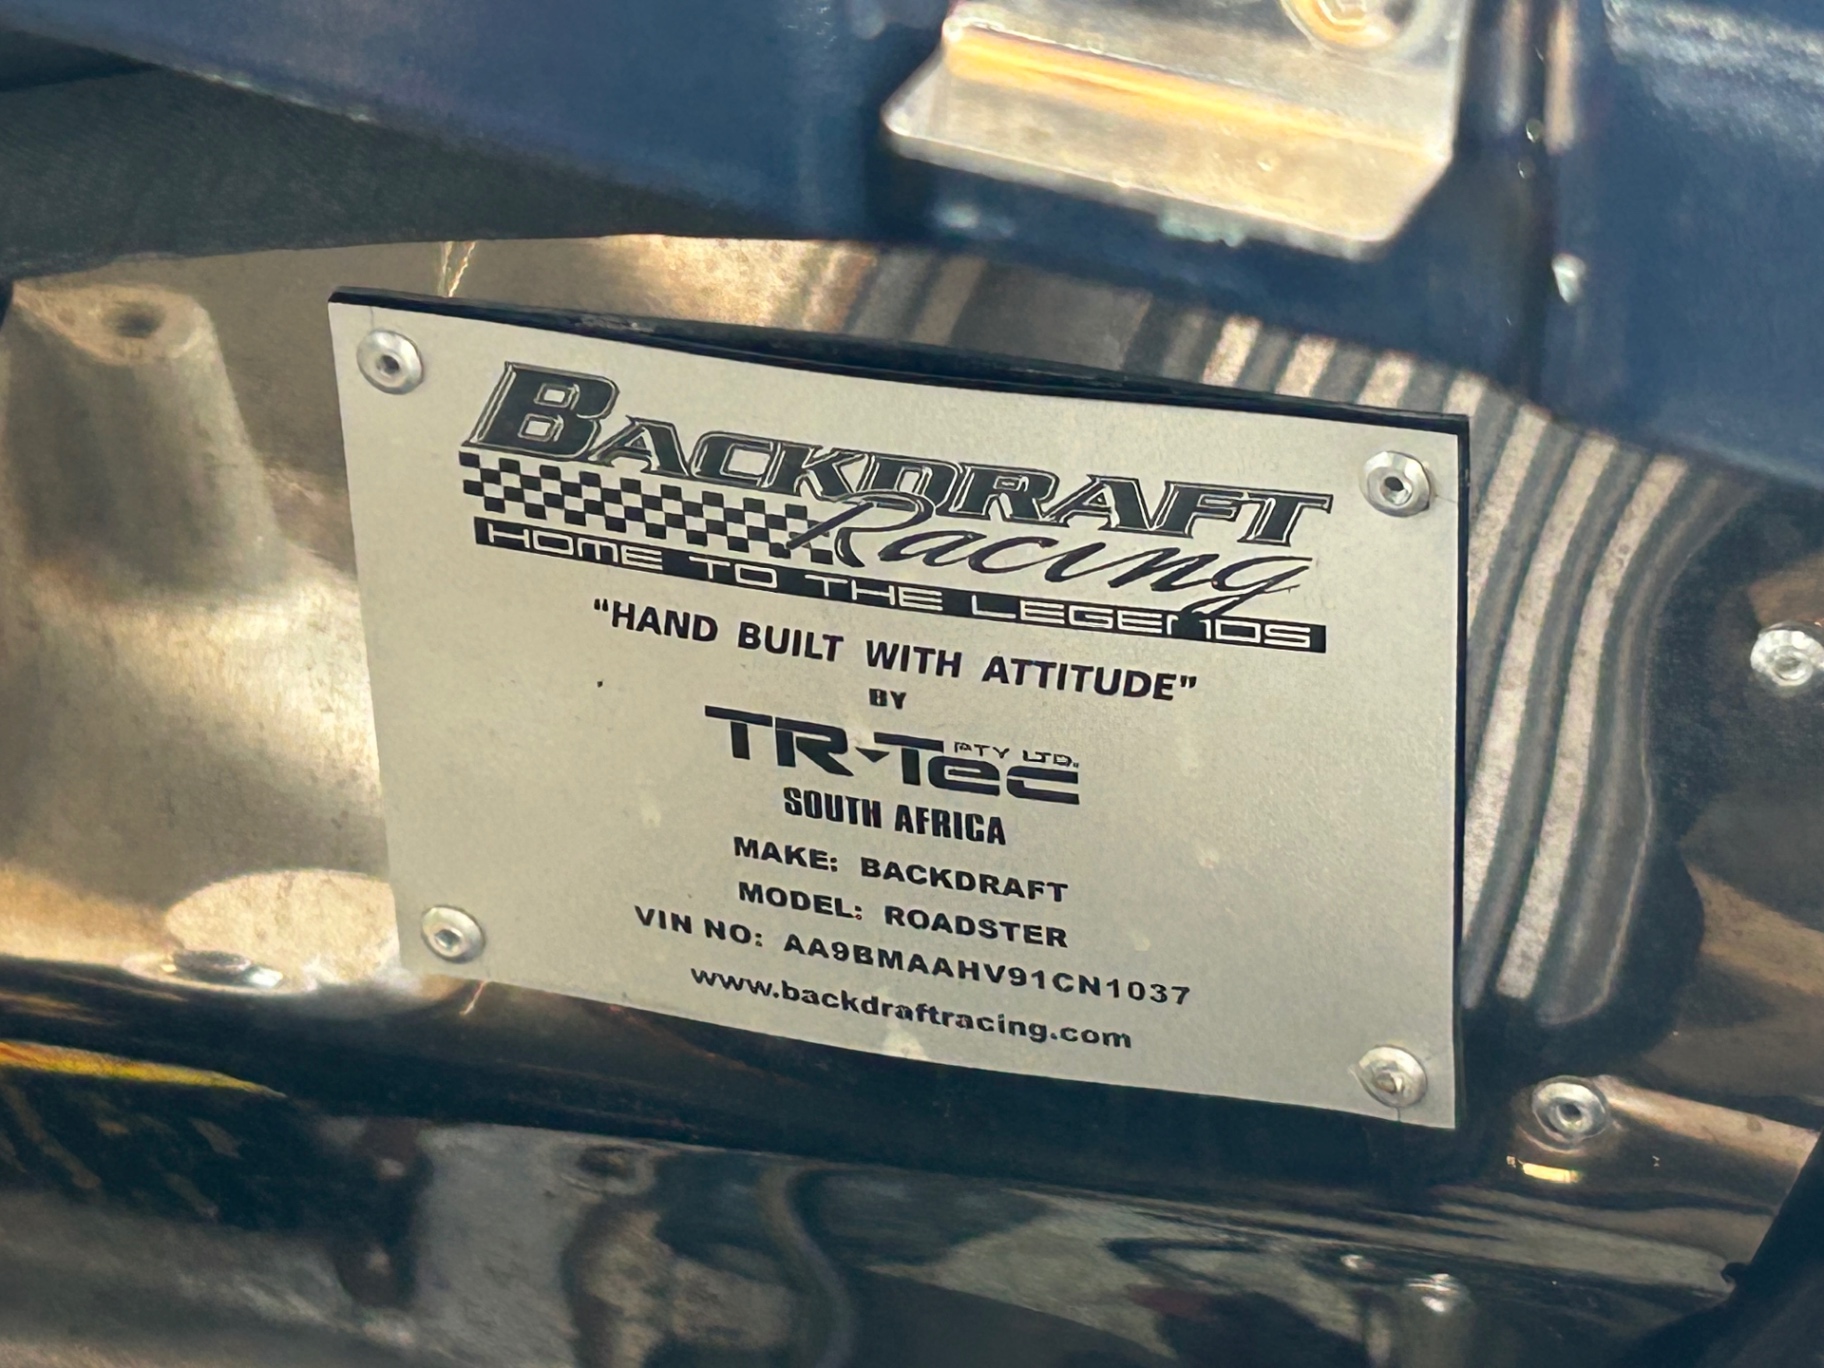 BACKDRAFT
Racing
HOME TO THE LEGENDS
"HAND BUILT WITH ATTITUDE"
BY
TR-Tec PTY LTD.
SOUTH AFRICA
MAKE: BACKDRAFT
MODEL: ROADSTER
VIN NO: AA9BMAAHV91CN1037
www.backdraftracing.com